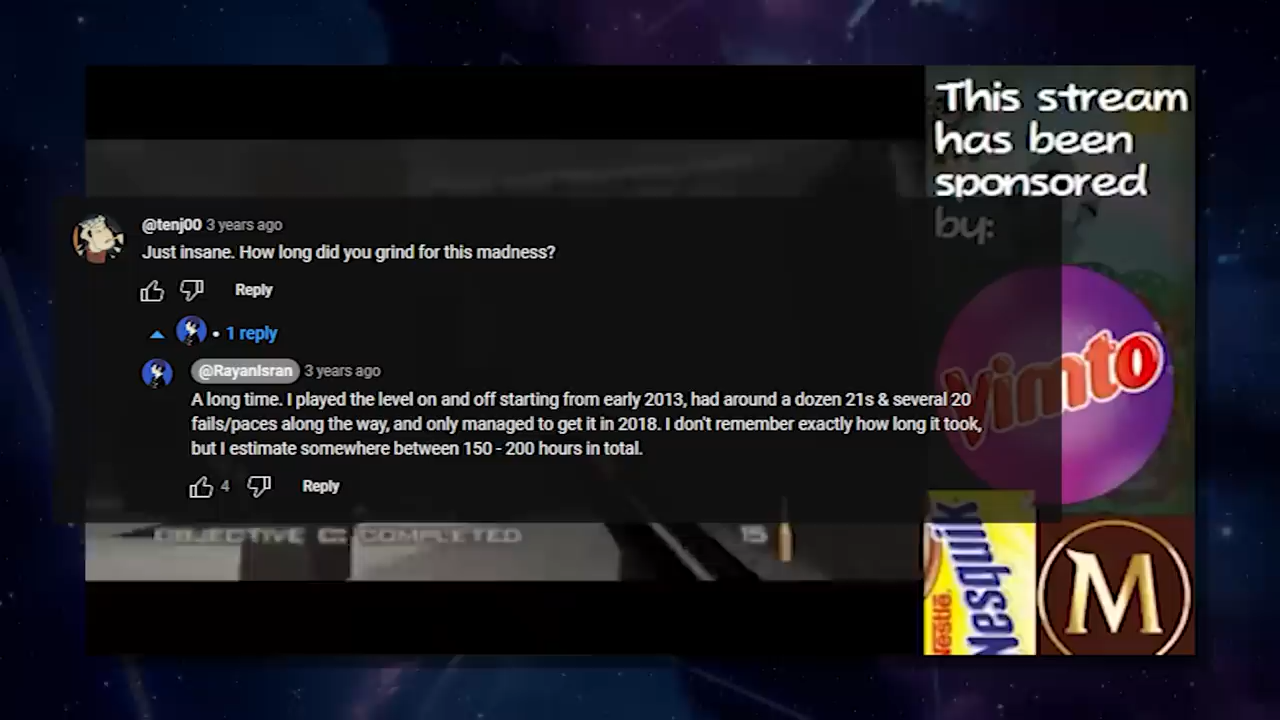 This stream
has been
sponsored
by:
@tenj00 3 years ago
Just insane. How long did you grind for this madness?
Reply
• 1 reply
@RayanIsran 3 years ago
A long time. I played the level on and off starting from early 2013, had around a dozen 21s & several 20
fails/paces along the way, and only managed to get it in 2018. I don't remember exactly how long it took,
but I estimate somewhere between 150 - 200 hours in total.
4 Reply
Vimto
OBJECTIVE C: COMPLETED
15
Nestlé.
Nesquik
M